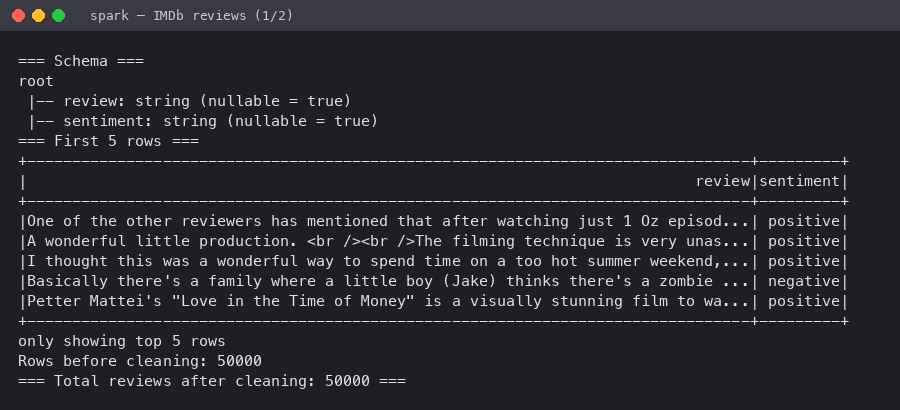 spark — IMDb reviews (1/2)
=== Schema ===
root
 |-- review: string (nullable = true)
 |-- sentiment: string (nullable = true)
=== First 5 rows ===
+--------------------------------------------------------------------------------+---------+
|                                                                          review|sentiment|
+--------------------------------------------------------------------------------+---------+
|One of the other reviewers has mentioned that after watching just 1 Oz episod...| positive|
|A wonderful little production. <br /><br />The filming technique is very unas...| positive|
|I thought this was a wonderful way to spend time on a too hot summer weekend,...| positive|
|Basically there's a family where a little boy (Jake) thinks there's a zombie ...| negative|
|Petter Mattei's "Love in the Time of Money" is a visually stunning film to wa...| positive|
+--------------------------------------------------------------------------------+---------+
only showing top 5 rows
Rows before cleaning: 50000
=== Total reviews after cleaning: 50000 ===